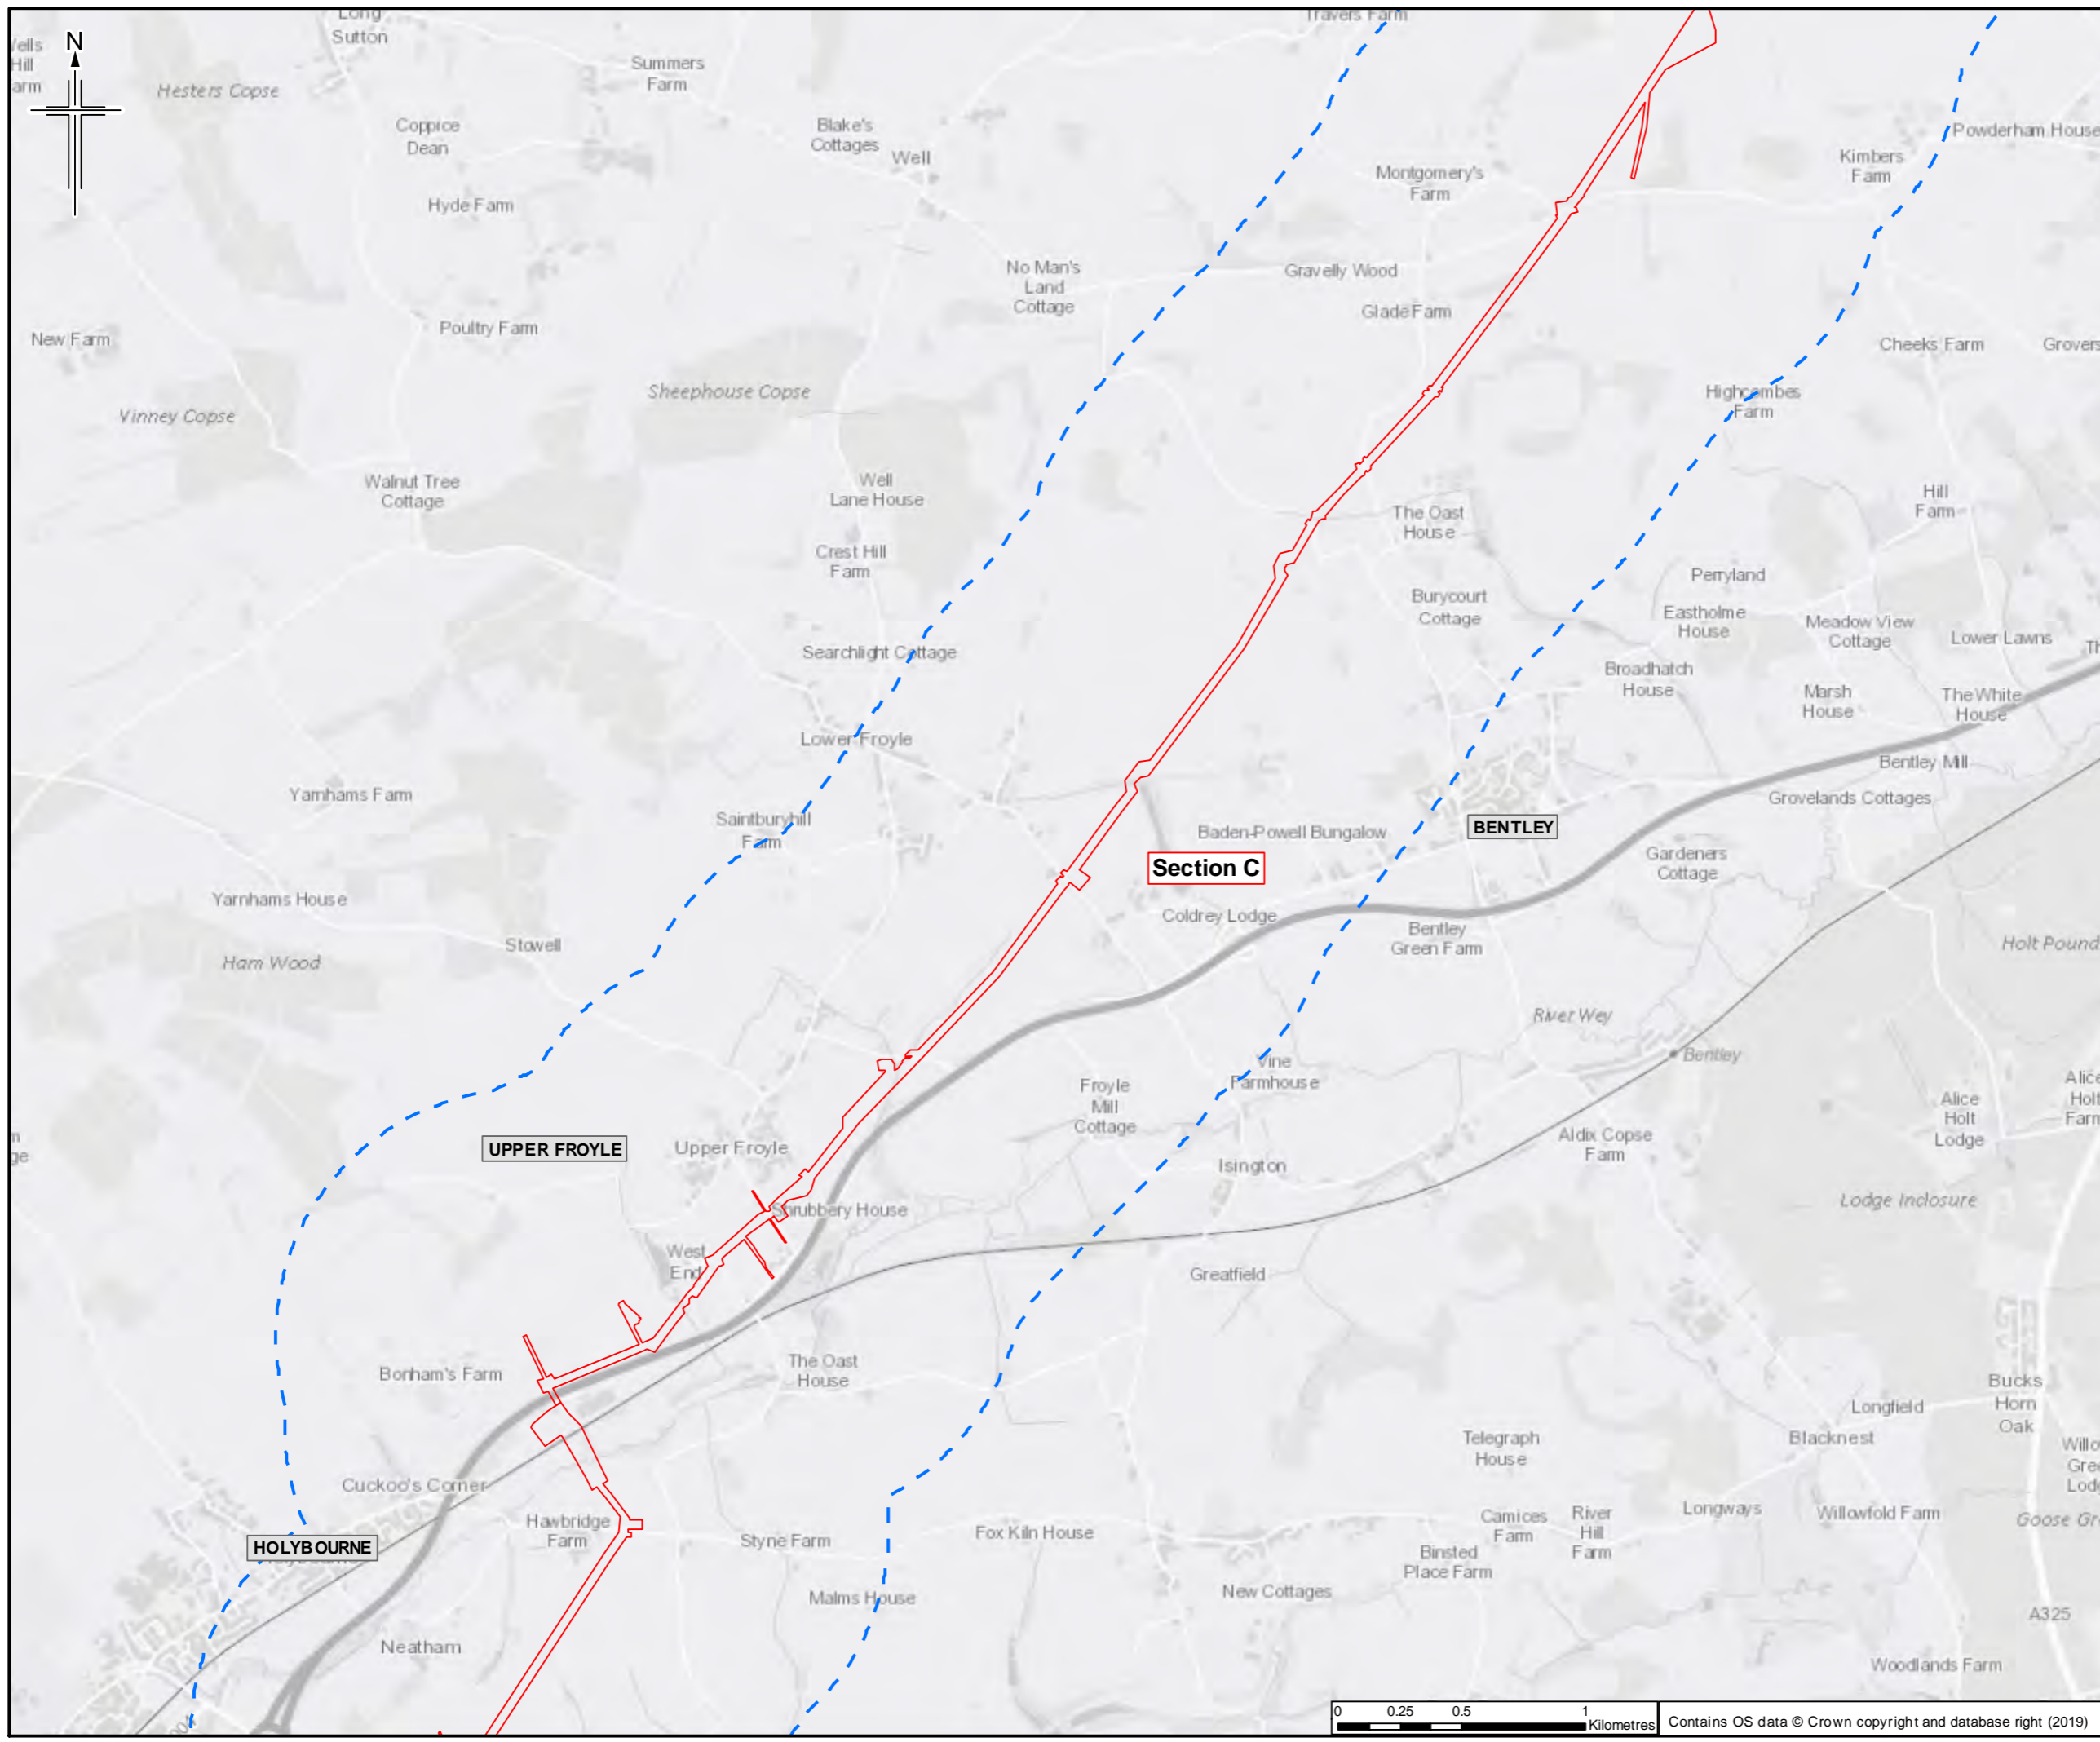 Long
Sutton
Travers Farm
N
Hill
Hesters Copse
Summers
Farm
Coppice
Dean
Blake's
Cottages
Well
Powderham House
Kimbers
Farm
Montgomery's
Farm
Hyde Farm
No Man's
Land
Cottage
Gravelly Wood
Glade Farm
New Farm
Poultry Farm
Cheeks Farm
Grovers
Sheephouse Copse
Highcombes
Farm
Vinney Copse
Walnut Tree
Cottage
Well
Lane House
Hill
Farm
The Oast
House
Crest Hill
Farm
Perryland
Burycourt
Cottage
Eastholme
House
Meadow View
Cottage
Lower Lawns
Searchlight Cottage
Broadhatch
House
Marsh
House
The White
House
Lower Froyle
Bentley Mill
Yarnhams Farm
Grovelands Cottages
Saintburyhill
Farm
Baden-Powell Bungalow
BENTLEY
Gardeners
Cottage
Section C
Yarnhams House
Coldrey Lodge
Bentley
Green Farm
Stowell
Holt Pound
Ham Wood
River Wey
Bentley
Vine
Farmhouse
Froyle
Mill
Cottage
Alice
Holt
Lodge
Alice
Holt
Farm
UPPER FROYLE
Upper Froyle
Aldix Copse
Farm
Isington
Lodge Inclosure
Shrubbery House
West
End
Greatfield
Bonham's Farm
The Oast
House
Bucks
Horn
Oak
Longfield
Telegraph
House
Blacknest
Cuckoo's Corner
Hawbridge
Farm
Styne Farm
Fox Kiln House
Camices
Farm
River
Hill
Farm
Longways
Willowfold Farm
HOLYBOURNE
Binsted
Place Farm
Malms House
New Cottages
A325
Neatham
Woodlands Farm
0 0.25 0.5 1
Kilometres
Contains OS data © Crown copyright and database right (2019)